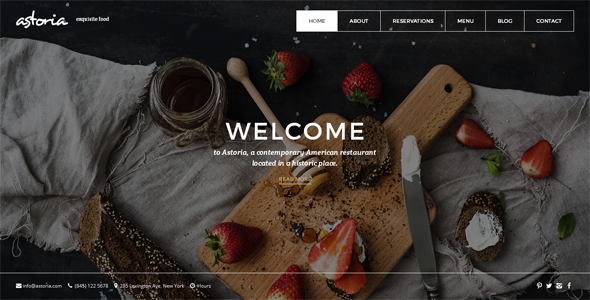 astoria exquisite food
HOME ABOUT RESERVATIONS MENU BLOG CONTACT
WELCOME
to Astoria, a contemporary American restaurant
located in a historic place.
READ MORE
info@astoria.com (845) 122 5678 285 Lexington Ave, New York Hours